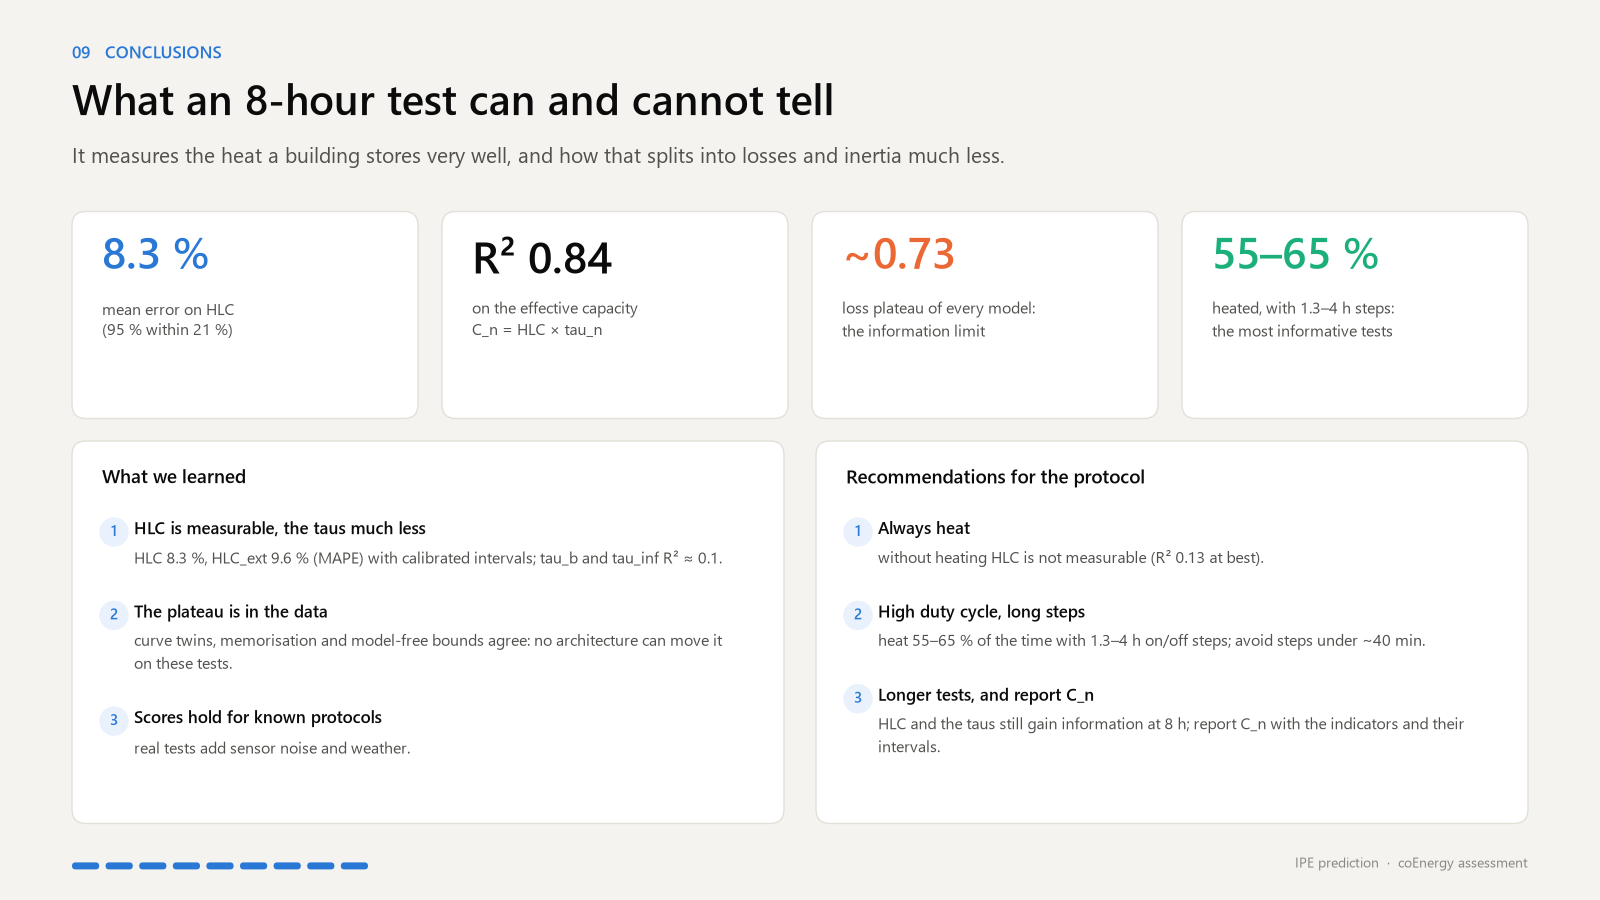 09 CONCLUSIONS
What an 8-hour test can and cannot tell
It measures the heat a building stores very well, and how that splits into losses and inertia much less.
8.3 %
mean error on HLC
(95 % within 21 %)
R² 0.84
on the effective capacity
C_n = HLC × tau_n
~0.73
loss plateau of every model:
the information limit
55–65 %
heated, with 1.3–4 h steps:
the most informative tests
What we learned
1 HLC is measurable, the taus much less
HLC 8.3 %, HLC_ext 9.6 % (MAPE) with calibrated intervals; tau_b and tau_inf R² ≈ 0.1.
2 The plateau is in the data
curve twins, memorisation and model-free bounds agree: no architecture can move it
on these tests.
3 Scores hold for known protocols
real tests add sensor noise and weather.
Recommendations for the protocol
1 Always heat
without heating HLC is not measurable (R² 0.13 at best).
2 High duty cycle, long steps
heat 55–65 % of the time with 1.3–4 h on/off steps; avoid steps under ~40 min.
3 Longer tests, and report C_n
HLC and the taus still gain information at 8 h; report C_n with the indicators and their
intervals.
IPE prediction · coEnergy assessment